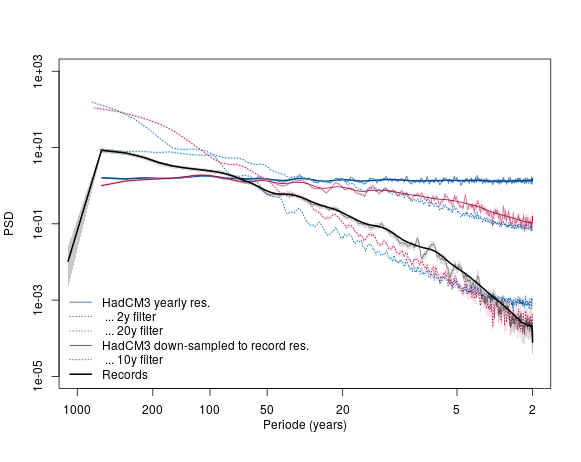 1e+03
1e+01
1e-01
1e-03
1e-05
PSD
HadCM3 yearly res.
... 2y filter
... 20y filter
HadCM3 down-sampled to record res.
... 10y filter
Records
1000 200 100 50 20 5 2
Periode (years)